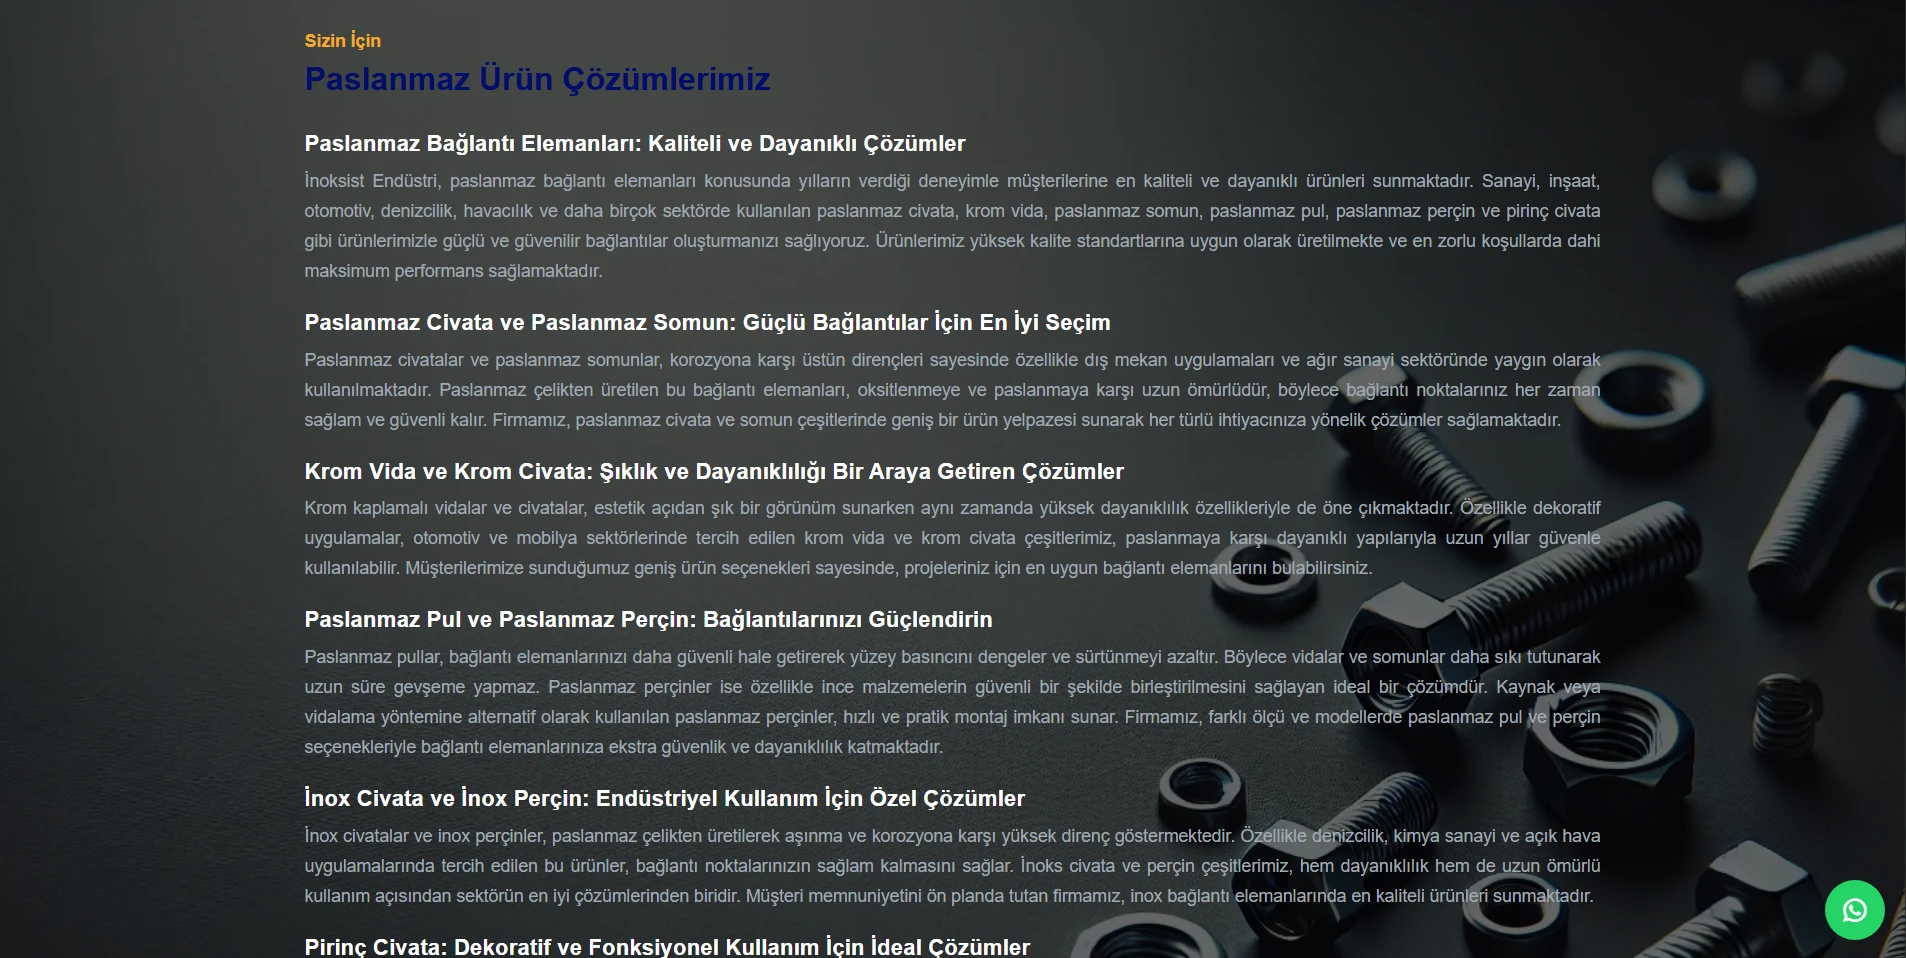 Sizin İçin
Paslanmaz Ürün Çözümlerimiz
Paslanmaz Bağlantı Elemanları: Kaliteli ve Dayanıklı Çözümler
İnoksist Endüstri, paslanmaz bağlantı elemanları konusunda yılların verdiği deneyimle müşterilerine en kaliteli ve dayanıklı ürünleri sunmaktadır. Sanayi, inşaat,
otomotiv, denizcilik, havacılık ve daha birçok sektörde kullanılan paslanmaz civata, krom vida, paslanmaz somun, paslanmaz pul, paslanmaz perçin ve pirinç civata
gibi ürünlerimizle güçlü ve güvenilir bağlantılar oluşturmanızı sağlıyoruz. Ürünlerimiz yüksek kalite standartlarına uygun olarak üretilmekte ve en zorlu koşullarda dahi
maksimum performans sağlamaktadır.
Paslanmaz Civata ve Paslanmaz Somun: Güçlü Bağlantılar İçin En İyi Seçim
Paslanmaz civatalar ve paslanmaz somunlar, korozyona karşı üstün dirençleri sayesinde özellikle dış mekan uygulamaları ve ağır sanayi sektöründe yaygın olarak
kullanılmaktadır. Paslanmaz çelikten üretilen bu bağlantı elemanları, oksitlenmeye ve paslanmaya karşı uzun ömürlüdür, böylece bağlantı noktalarınız her zaman
sağlam ve güvenli kalır. Firmamız, paslanmaz civata ve somun çeşitlerinde geniş bir ürün yelpazesi sunarak her türlü ihtiyacınıza yönelik çözümler sağlamaktadır.
Krom Vida ve Krom Civata: Şıklık ve Dayanıklılığı Bir Araya Getiren Çözümler
Krom kaplamalı vidalar ve civatalar, estetik açıdan şık bir görünüm sunarken aynı zamanda yüksek dayanıklılık özellikleriyle de öne çıkmaktadır. Özellikle dekoratif
uygulamalar, otomotiv ve mobilya sektörlerinde tercih edilen krom vida ve krom civata çeşitlerimiz, paslanmaya karşı dayanıklı yapılarıyla uzun yıllar güvenle
kullanılabilir. Müşterilerimize sunduğumuz geniş ürün seçenekleri sayesinde, projeleriniz için en uygun bağlantı elemanlarını bulabilirsiniz.
Paslanmaz Pul ve Paslanmaz Perçin: Bağlantılarınızı Güçlendirin
Paslanmaz pullar, bağlantı elemanlarınızı daha güvenli hale getirerek yüzey basıncını dengeler ve sürtünmeyi azaltır. Böylece vidalar ve somunlar daha sıkı tutunarak
uzun süre gevşeme yapmaz. Paslanmaz perçinler ise özellikle ince malzemelerin güvenli bir şekilde birleştirilmesini sağlayan ideal bir çözümdür. Kaynak veya
vidalama yöntemine alternatif olarak kullanılan paslanmaz perçinler, hızlı ve pratik montaj imkanı sunar. Firmamız, farklı ölçü ve modellerde paslanmaz pul ve perçin
seçenekleriyle bağlantı elemanlarınıza ekstra güvenlik ve dayanıklılık katmaktadır.
İnox Civata ve İnox Perçin: Endüstriyel Kullanım İçin Özel Çözümler
İnox civatalar ve inox perçinler, paslanmaz çelikten üretilerek aşınma ve korozyona karşı yüksek direnç göstermektedir. Özellikle denizcilik, kimya sanayi ve açık hava
uygulamalarında tercih edilen bu ürünler, bağlantı noktalarınızın sağlam kalmasını sağlar. İnoks civata ve perçin çeşitlerimiz, hem dayanıklılık hem de uzun ömürlü
kullanım açısından sektörün en iyi çözümlerinden biridir. Müşteri memnuniyetini ön planda tutan firmamız, inox bağlantı elemanlarında en kaliteli ürünleri sunmaktadır.
Pirinç Civata: Dekoratif ve Fonksiyonel Kullanım İçin İdeal Çözümler